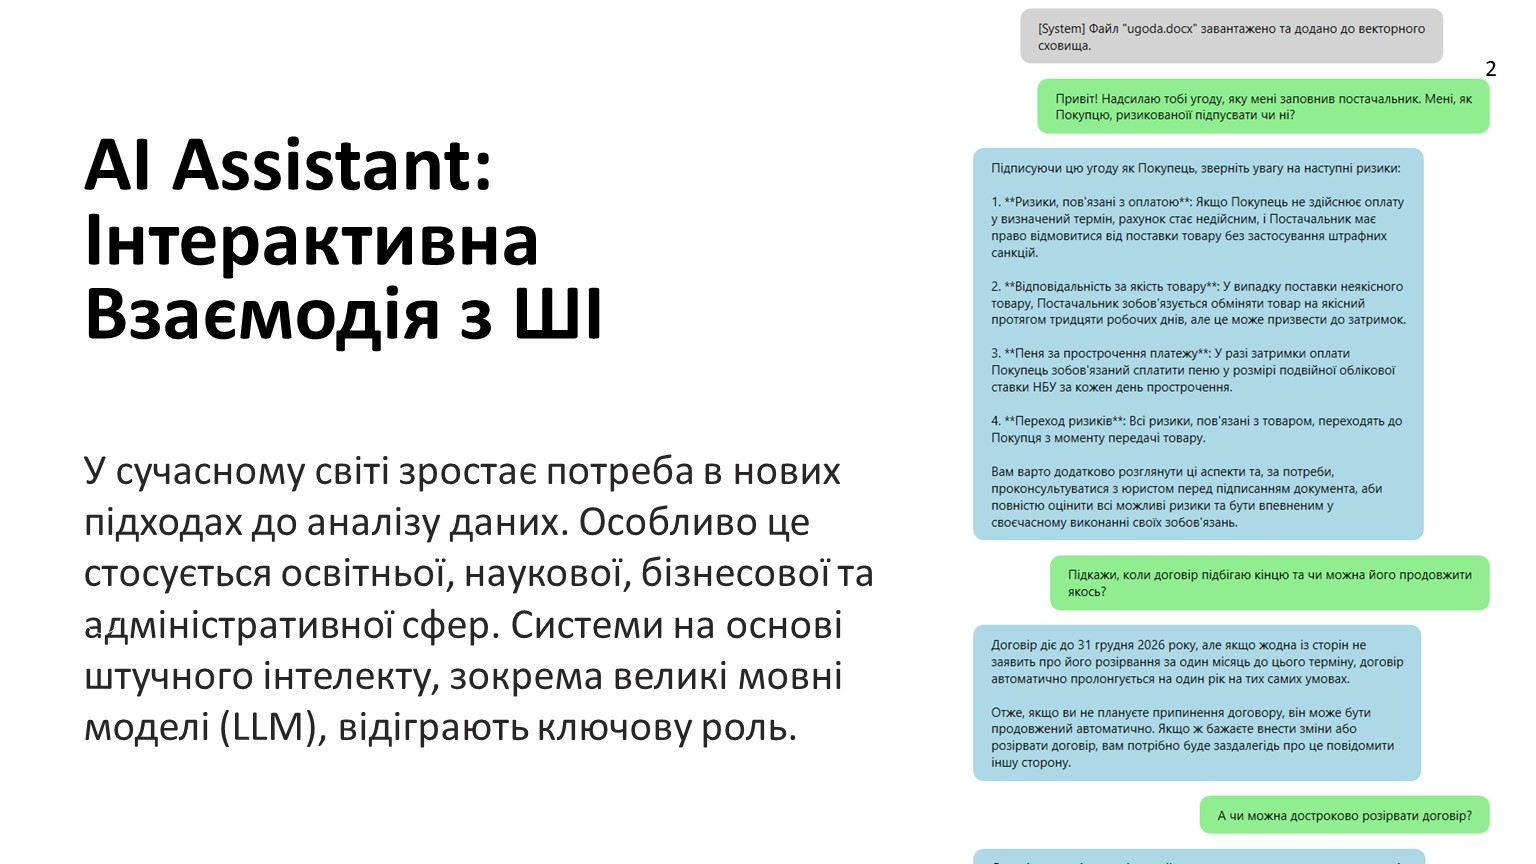 AI Assistant:
Інтерактивна
Взаємодія з ШІ
У сучасному світі зростає потреба в нових
підходах до аналізу даних. Особливо це
стосується освітньої, наукової, бізнесової та
адміністративної сфер. Системи на основі
штучного інтелекту, зокрема великі мовні
моделі (LLM), відіграють ключову роль.
2
[System] Файл "ugoda.docx" завантажено та додано до векторного
сховища.
Привіт! Надсилаю тобі угоду, яку мені заповнив постачальник. Мені, як
Покупцю, ризикованоїі підпусвати чи ні?
Підписуючи цю угоду як Покупець, зверніть увагу на наступні ризики:
1. **Ризики, пов'язані з оплатою**: Якщо Покупець не здійснює оплату
у визначений термін, рахунок стає недійсним, і Постачальник має
право відмовитися від поставки товару без застосування штрафних
санкцій.
2. **Відповідальність за якість товару**: У випадку поставки неякісного
товару, Постачальник зобов'язується обміняти товар на якісний
протягом тридцяти робочих днів, але це може призвести до затримок.
3. **Пеня за прострочення платежу**: У разі затримки оплати
Покупець зобов'язаний сплатити пеню у розмірі подвійної облікової
ставки НБУ за кожен день прострочення.
4. **Перехід ризиків**: Всі ризики, пов'язані з товаром, переходять до
Покупця з моменту передачі товару.
Вам варто додатково розглянути ці аспекти та, за потреби,
проконсультуватися з юристом перед підписанням документа, аби
повністю оцінити всі можливі ризики та бути впевненим у
своєчасному виконанні своїх зобов'язань.
Підкажи, коли договір підбігаю кінцю та чи можна його продовжити
якось?
Договір діє до 31 грудня 2026 року, але якщо жодна із сторін не
заявить про його розірвання за один місяць до цього терміну, договір
автоматично пролонгується на один рік на тих самих умовах.
Отже, якщо ви не плануєте припинення договору, він може бути
продовжений автоматично. Якщо ж бажаєте внести зміни або
розірвати договір, вам потрібно буде заздалегідь про це повідомити
іншу сторону.
А чи можна достроково розірвати договір?